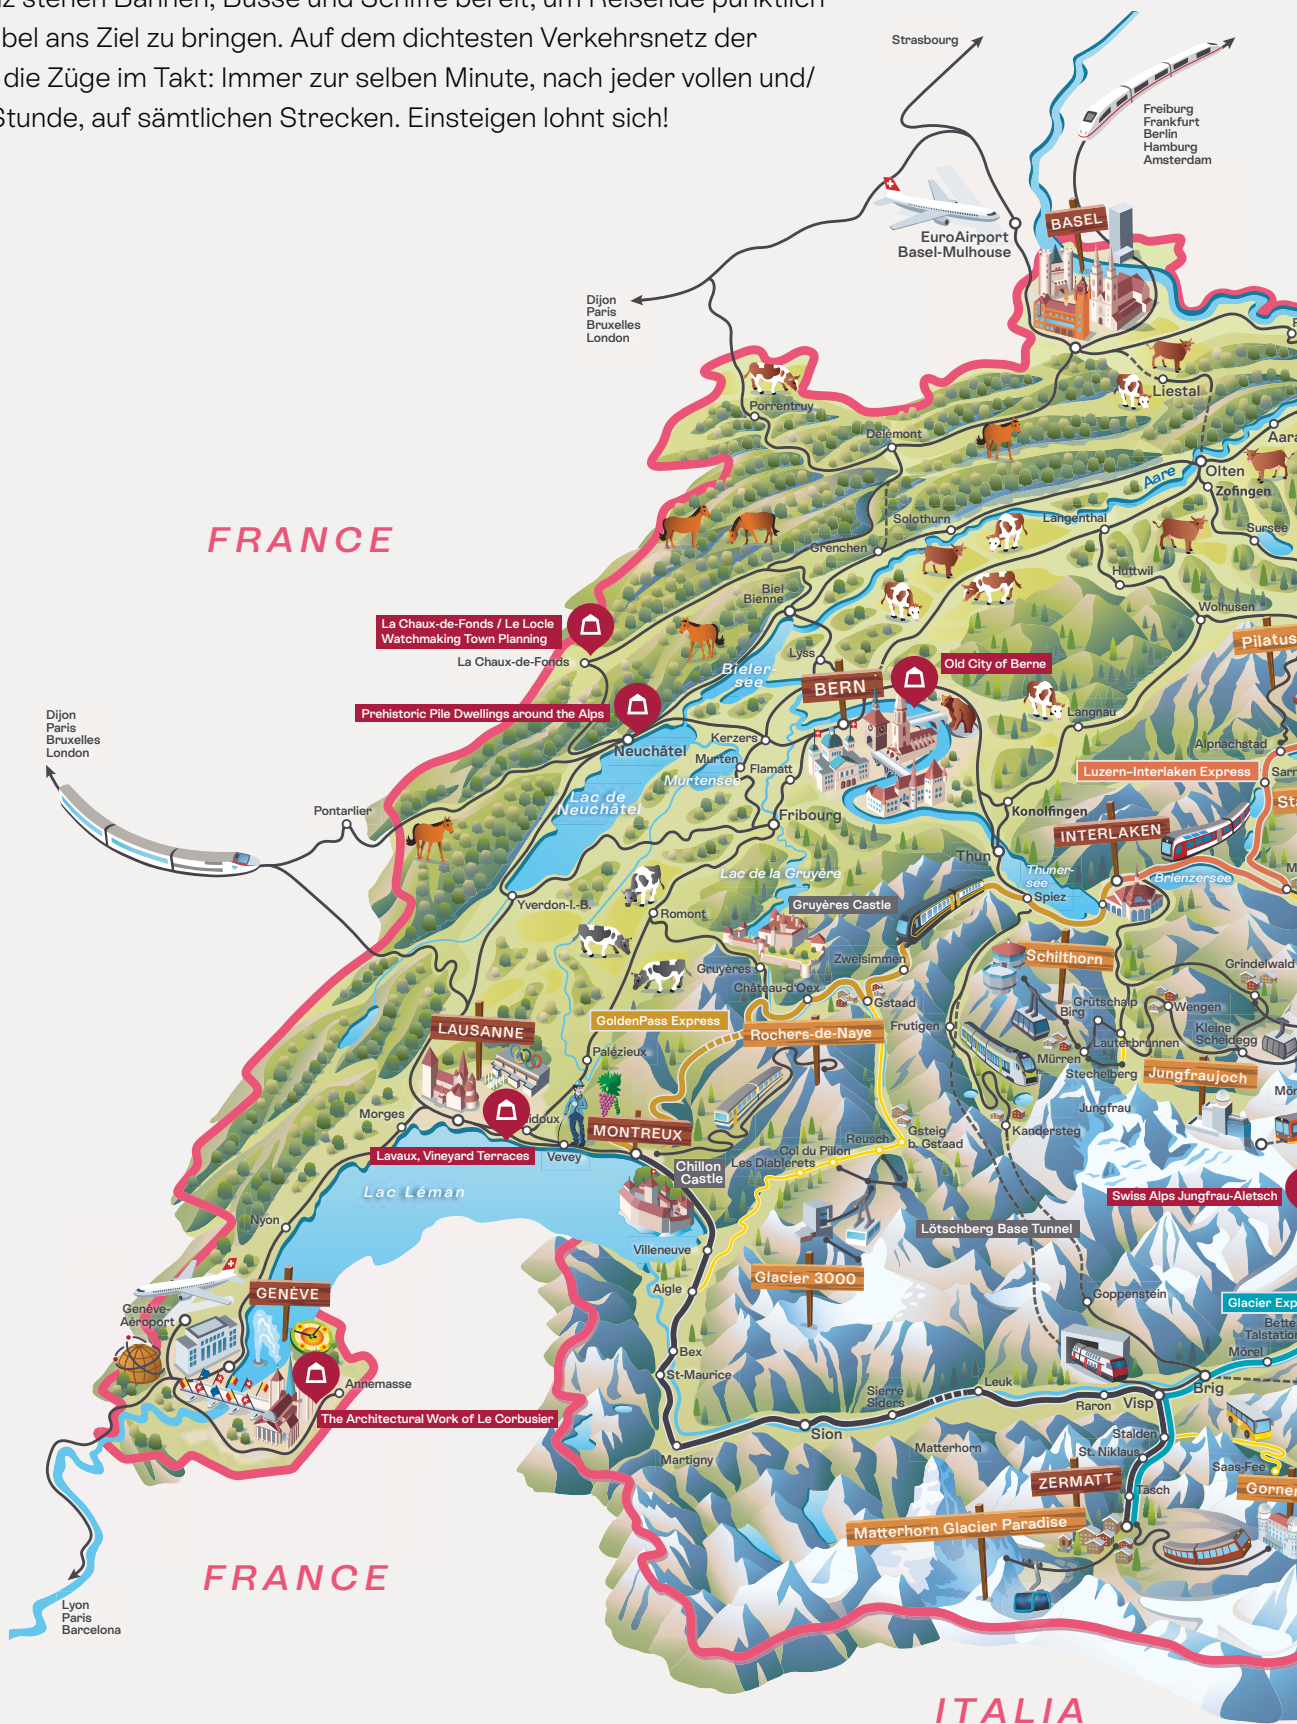 stehen Bahnen, Busse und Schiffe bereit, um Reisende pünktlich
ans Ziel zu bringen. Auf dem dichtesten Verkehrsnetz der
die Züge im Takt: Immer zur selben Minute, nach jeder vollen und/
Stunde, auf sämtlichen Strecken. Einsteigen lohnt sich!
Strasbourg
Freiburg
Frankfurt
Berlin
Hamburg
Amsterdam
BASEL
EuroAirport
Basel-Mulhouse
Dijon
Paris
Bruxelles
London
Porrentruy
Liestal
Delémont
Aara
Olten
Aare
Zofingen
Solothurn
Langenthal
Sursee
Grenchen
Huttwil
Biel
Bienne
Wolhusen
FRANCE
La Chaux-de-Fonds / Le Locle
Watchmaking Town Planning
La Chaux-de-Fonds
Pilatus
Lyss
Bieler-
see
Old City of Berne
BERN
Prehistoric Pile Dwellings around the Alps
Langnau
Dijon
Paris
Bruxelles
London
Neuchâtel
Kerzers
Murten
Murtensee
Flamatt
Alpnachstad
Luzern–Interlaken Express
Sarn
Lac de
Neuchâtel
Sta
Pontarlier
Fribourg
Konolfingen
INTERLAKEN
Thun
Thuner-
see
Lac de la Gruyère
Brienzersee
Spiez
Yverdon-l.-B.
Romont
Gruyères Castle
Schilthorn
Gruyères
Zweisimmen
Grindelwald
Château-d'Oex
Gstaad
Grütschalp
Birg
Wengen
GoldenPass Express
Rochers-de-Naye
Frutigen
Kleine
Scheidegg
LAUSANNE
Palézieux
Lauterbrunnen
Mürren
Stechelberg
Jungfraujoch
Mön
Jungfrau
Morges
idoux
MONTREUX
Kandersteg
Gsteig
b. Gstaad
Reusch
Col du Pillon
Les Diablerets
Lavaux, Vineyard Terraces
Vevey
Chillon
Castle
Swiss Alps Jungfrau-Aletsch
Lac Léman
Nyon
Lötschberg Base Tunnel
Villeneuve
Glacier 3000
Aigle
GENÈVE
Genève-
Aéroport
Goppenstein
Glacier Exp
Bette
Talstation
Mörel
Bex
St-Maurice
Annemasse
Sierre
Siders
Leuk
Raron
Visp
Brig
The Architectural Work of Le Corbusier
Sion
Martigny
Matterhorn
Stalden
St. Niklaus
Saas-Fee
ZERMATT
Täsch
Gorner
Matterhorn Glacier Paradise
FRANCE
Lyon
Paris
Barcelona
ITALIA